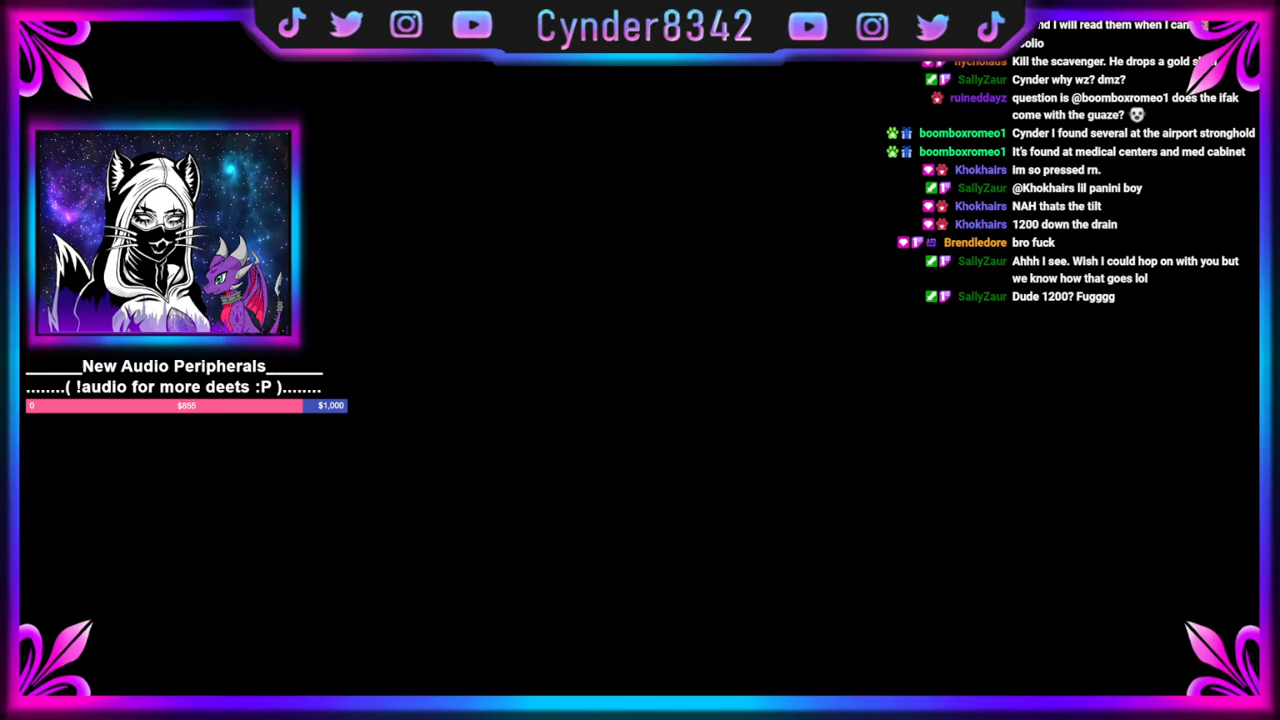 Cynder8342
nd I will read them when I can
olio
Kill the scavenger. He drops a gold
SallyZaur Cynder why wz? dmz?
ruineddayz question is @boomboxromeo1 does the ifak
come with the guaze?
boomboxromeo1 Cynder I found several at the airport stronghold
boomboxromeo1 It's found at medical centers and med cabinet
Khokhairs Im so pressed rn.
SallyZaur @Khokhairs lil panini boy
Khokhairs NAH thats the tilt
Khokhairs 1200 down the drain
Brendledore bro fuck
SallyZaur Ahhh I see. Wish I could hop on with you but
we know how that goes lol
SallyZaur Dude 1200? Fugggg
______New Audio Peripherals______
........( !audio for more deets :P )........
0 $855 $1,000